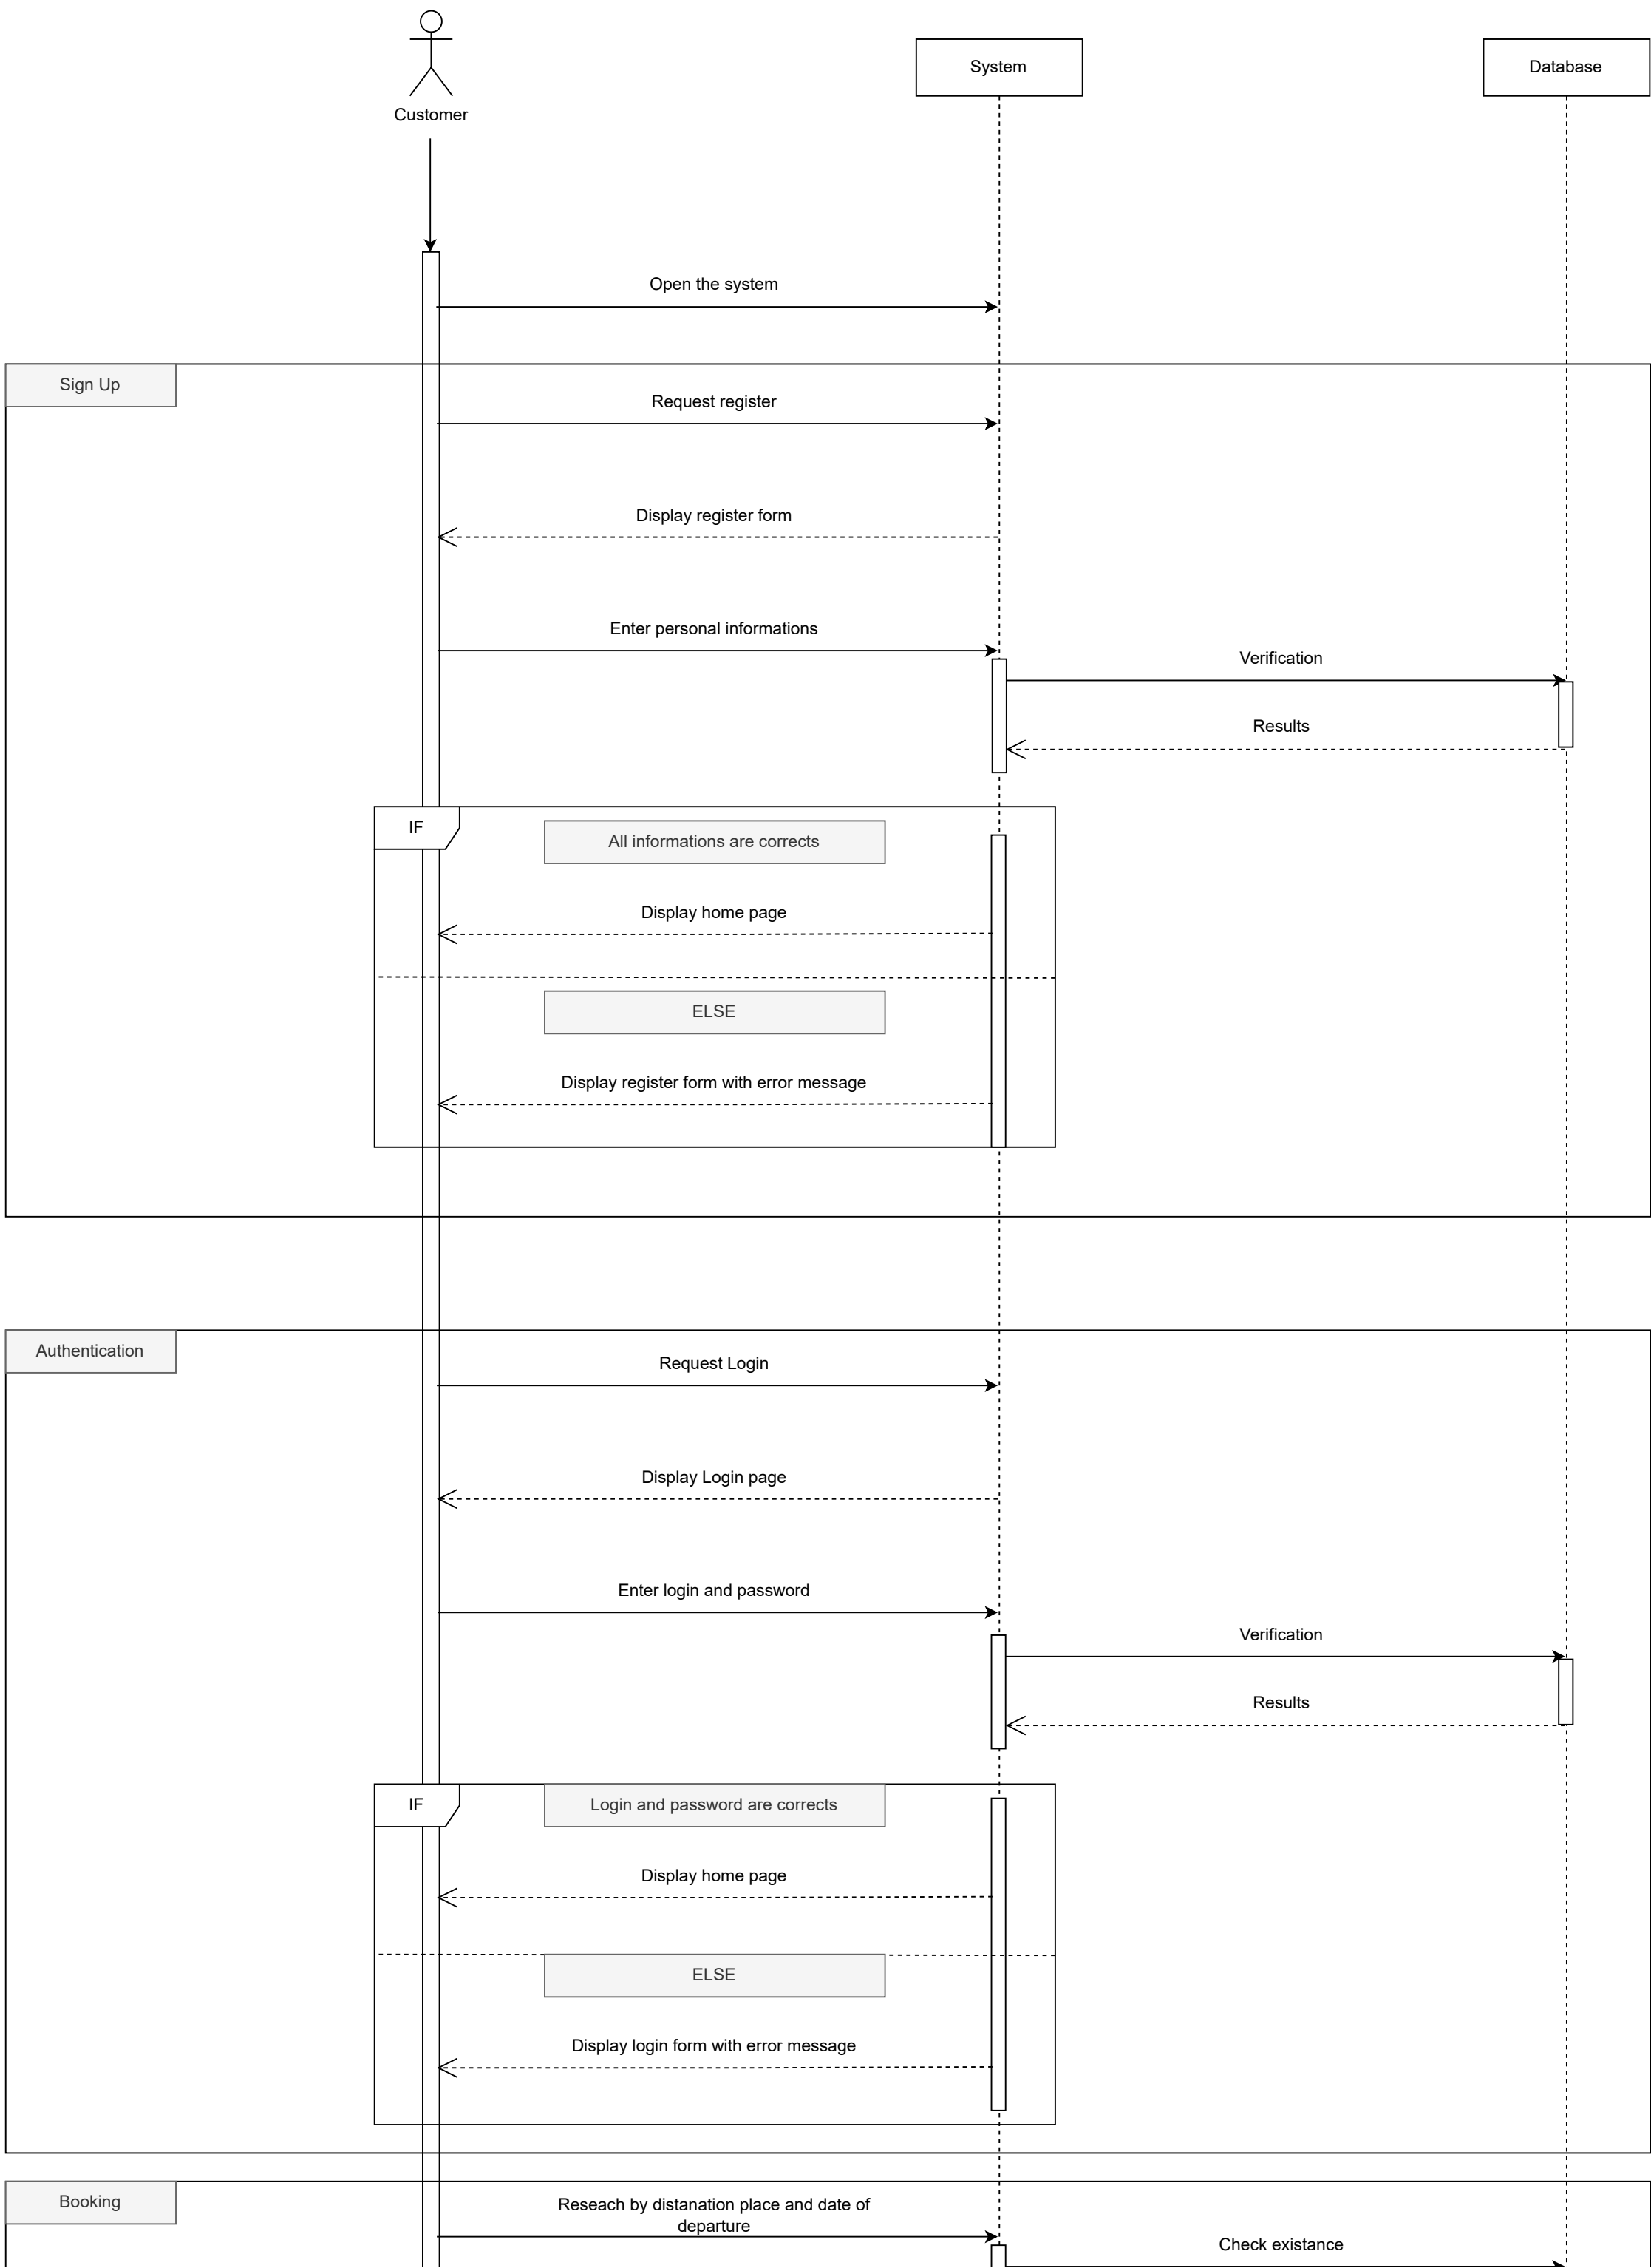 System
Database
Customer
Open the system
Sign Up
Request register
Display register form
Enter personal informations
Verification
Results
IF
All informations are corrects
Display home page
ELSE
Display register form with error message
Authentication
Request Login
Display Login page
Enter login and password
Verification
Results
IF
Login and password are corrects
Display home page
ELSE
Display login form with error message
Booking
Reseach by distanation place and date of
departure
Check existance